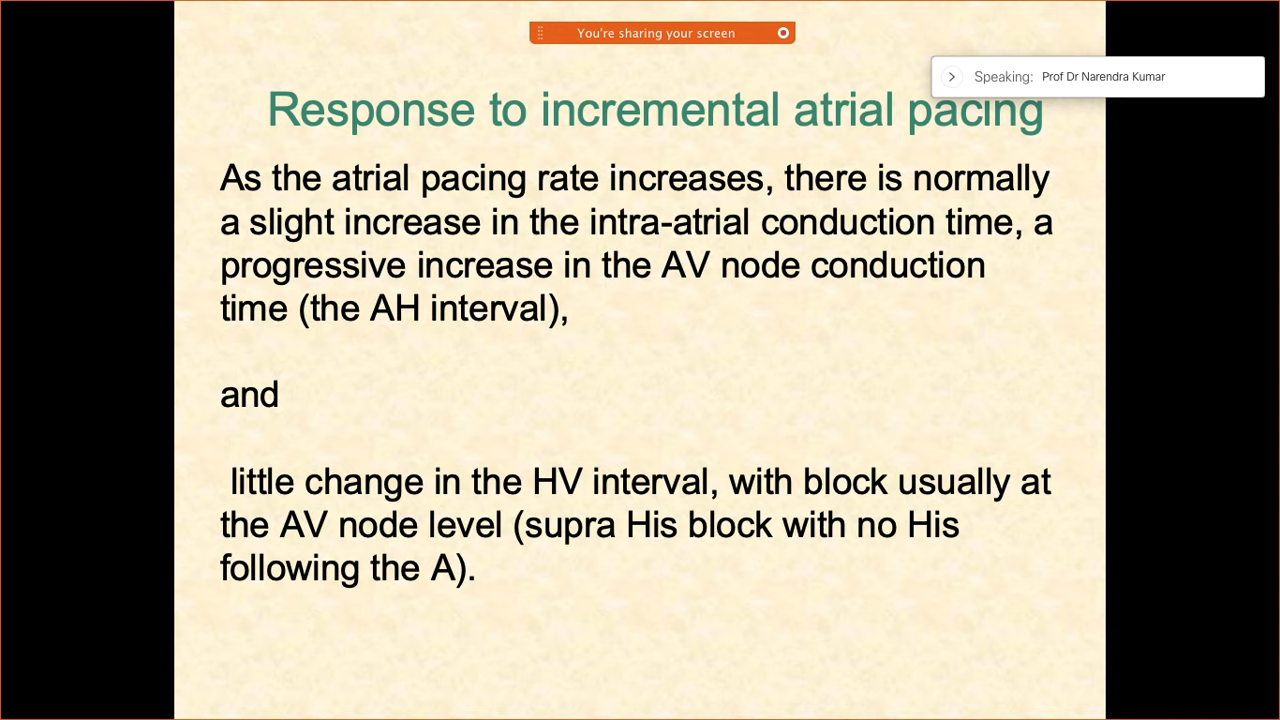 You're sharing your screen
Speaking: Prof Dr Narendra Kumar
Response to incremental atrial pacing
As the atrial pacing rate increases, there is normally
a slight increase in the intra-atrial conduction time, a
progressive increase in the AV node conduction
time (the AH interval),
and
little change in the HV interval, with block usually at
the AV node level (supra His block with no His
following the A).